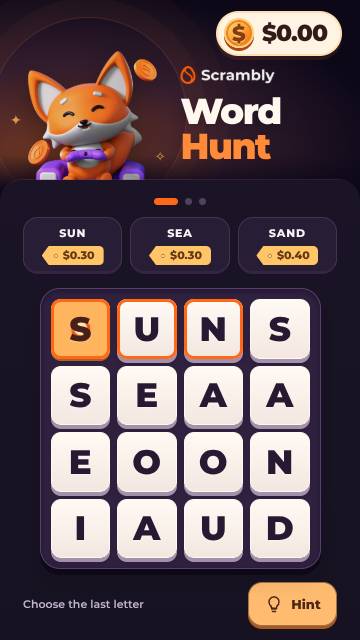 $0.00
Scrambly
Word
Hunt
SUN SEA SAND
$0.30 $0.30 $0.40
S U N S
S E A A
E O O N
I A U D
Choose the last letter
Hint